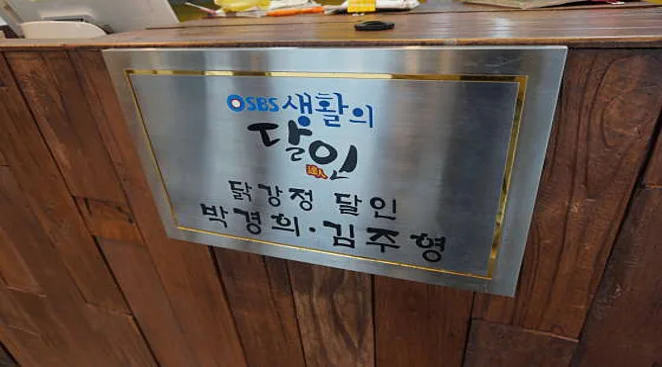 SBS 생활의
달인
達人
닭강정 달인
박경희·김주형